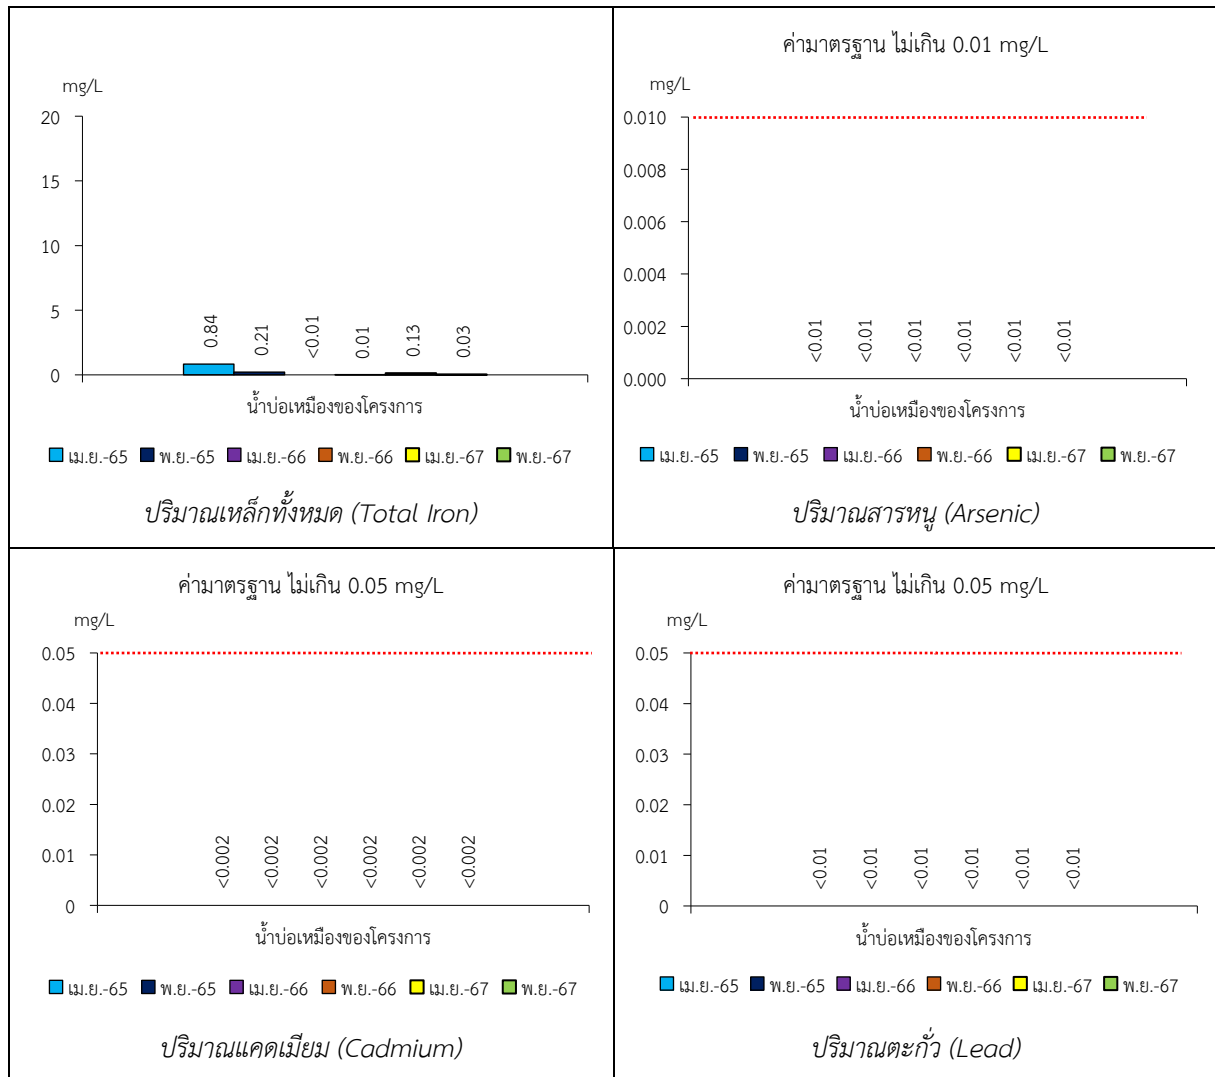 mg/L
20
15
10
5
0
0.84 0.21 <0.01 0.01 0.13 0.03
น้ำบ่อเหมืองของโครงการ
เม.ย.-65 พ.ย.-65 เม.ย.-66 พ.ย.-66 เม.ย.-67 พ.ย.-67
ปริมาณเหล็กทั้งหมด (Total Iron)
ค่ามาตรฐาน ไม่เกิน 0.01 mg/L
mg/L
0.010
0.008
0.006
0.004
0.002
0.000
<0.01 <0.01 <0.01 <0.01 <0.01 <0.01
น้ำบ่อเหมืองของโครงการ
เม.ย.-65 พ.ย.-65 เม.ย.-66 พ.ย.-66 เม.ย.-67 พ.ย.-67
ปริมาณสารหนู (Arsenic)
ค่ามาตรฐาน ไม่เกิน 0.05 mg/L
mg/L
0.05
0.04
0.03
0.02
0.01
0
<0.002 <0.002 <0.002 <0.002 <0.002 <0.002
น้ำบ่อเหมืองของโครงการ
เม.ย.-65 พ.ย.-65 เม.ย.-66 พ.ย.-66 เม.ย.-67 พ.ย.-67
ปริมาณแคดเมียม (Cadmium)
ค่ามาตรฐาน ไม่เกิน 0.05 mg/L
mg/L
0.05
0.04
0.03
0.02
0.01
0
<0.01 <0.01 <0.01 <0.01 <0.01 <0.01
น้ำบ่อเหมืองของโครงการ
เม.ย.-65 พ.ย.-65 เม.ย.-66 พ.ย.-66 เม.ย.-67 พ.ย.-67
ปริมาณตะกั่ว (Lead)